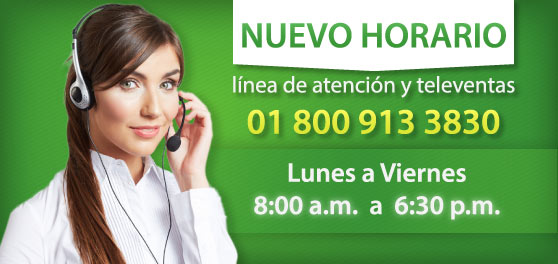 NUEVO HORARIO
línea de atención y televentas
01 800 913 3830
Lunes a Viernes
8:00 a.m. a 6:30 p.m.